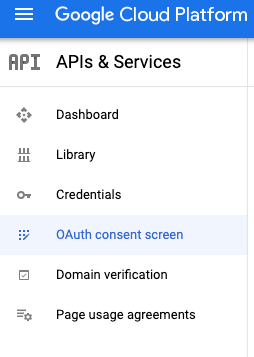 Google Cloud Platform
API APIs & Services
Dashboard
Library
Credentials
OAuth consent screen
Domain verification
Page usage agreements